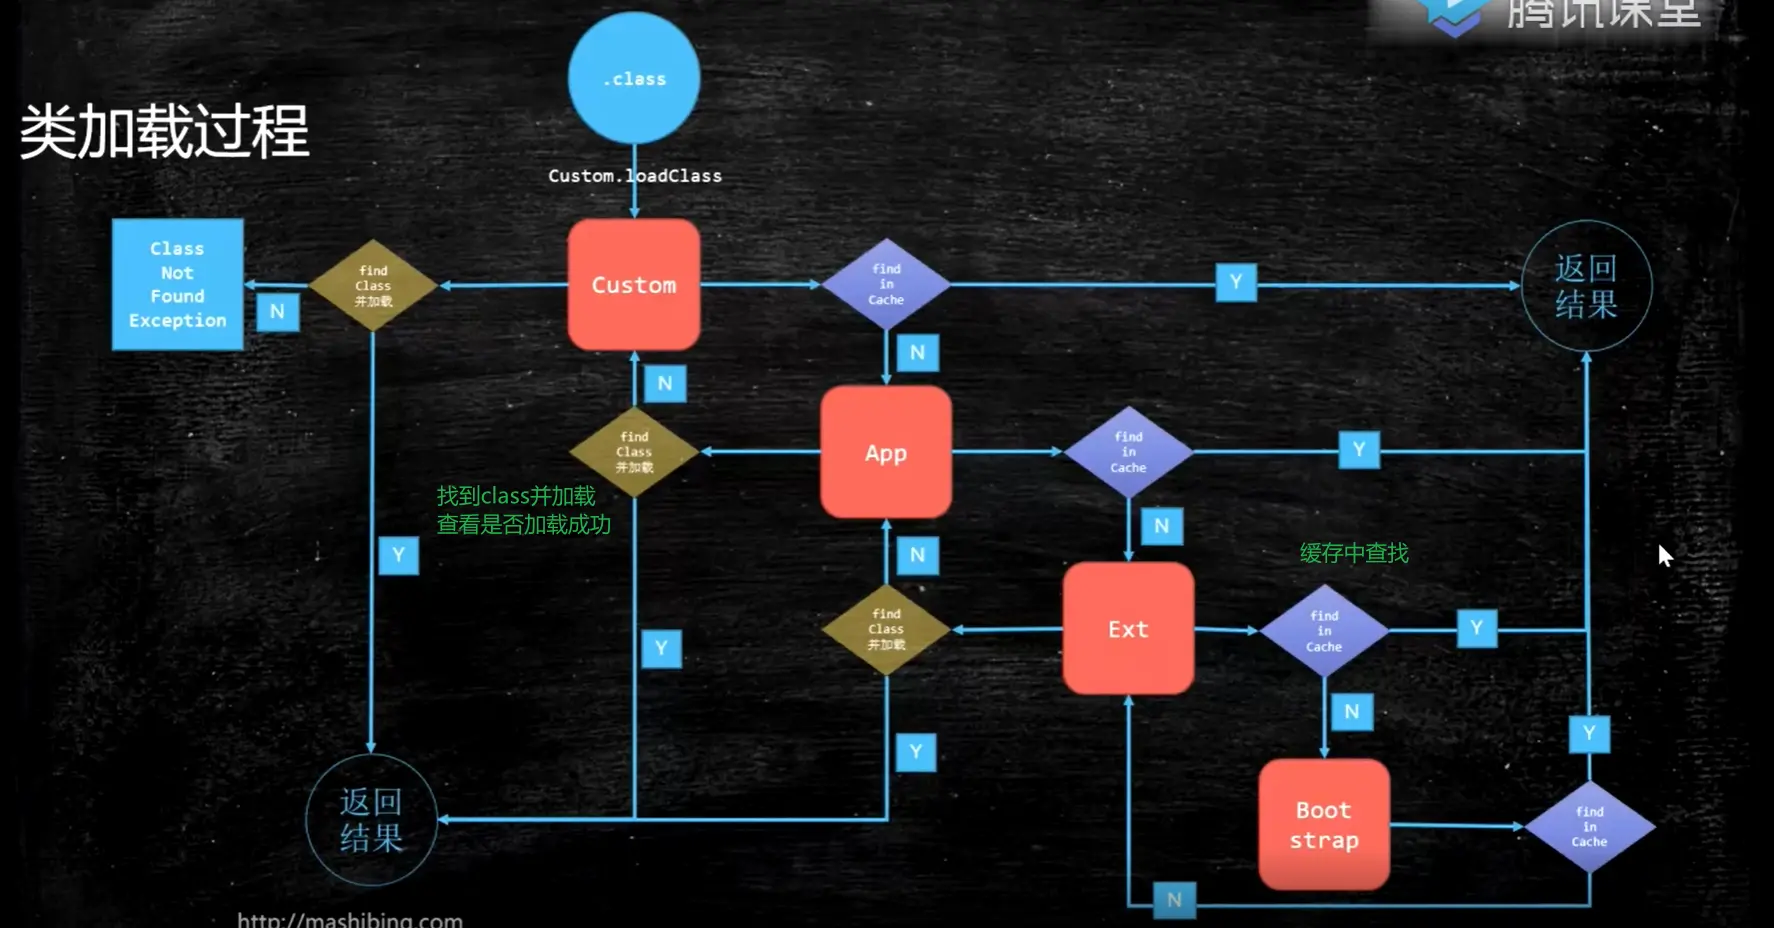 腾讯课堂
.class
类加载过程
Custom.loadClass
Class
Not
Found
Exception
N
find
Class
并加载
Custom
find
in
Cache
Y
返回
结果
N
N
find
Class
并加载
App
find
in
Cache
Y
找到class并加载
查看是否加载成功
Y
N
N
缓存中查找
find
Class
并加载
Ext
find
in
Cache
Y
Y
Y
N
Y
返回
结果
Boot
strap
find
in
Cache
N
http://mashibing.com